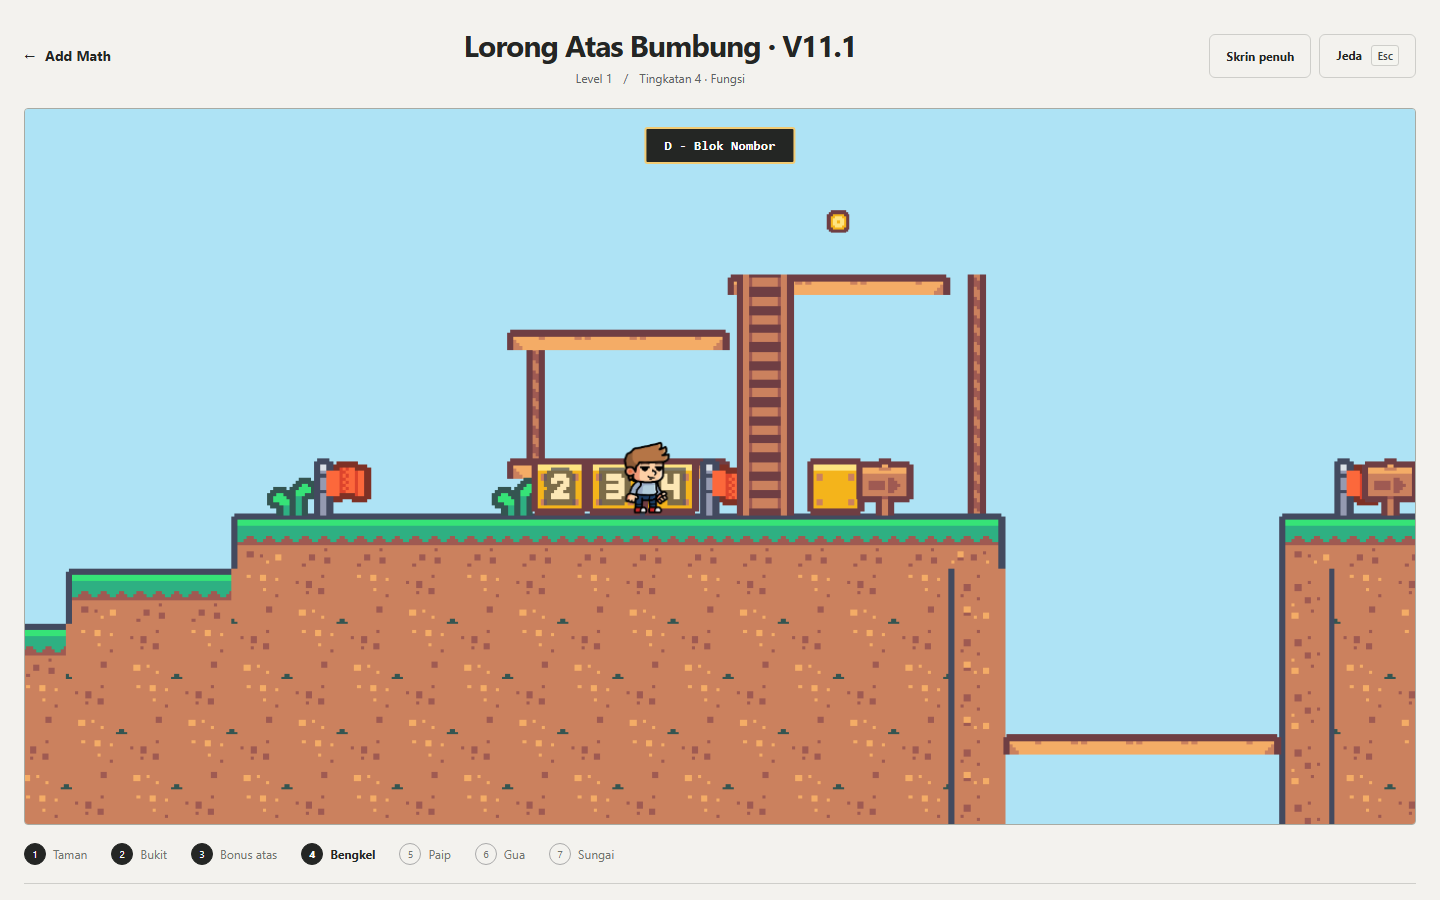 ← Add Math
Lorong Atas Bumbung · V11.1
Level 1 / Tingkatan 4 · Fungsi
Skrin penuh
Jeda Esc
D - Blok Nombor
2 3 4
1 Taman 2 Bukit 3 Bonus atas 4 Bengkel 5 Paip 6 Gua 7 Sungai